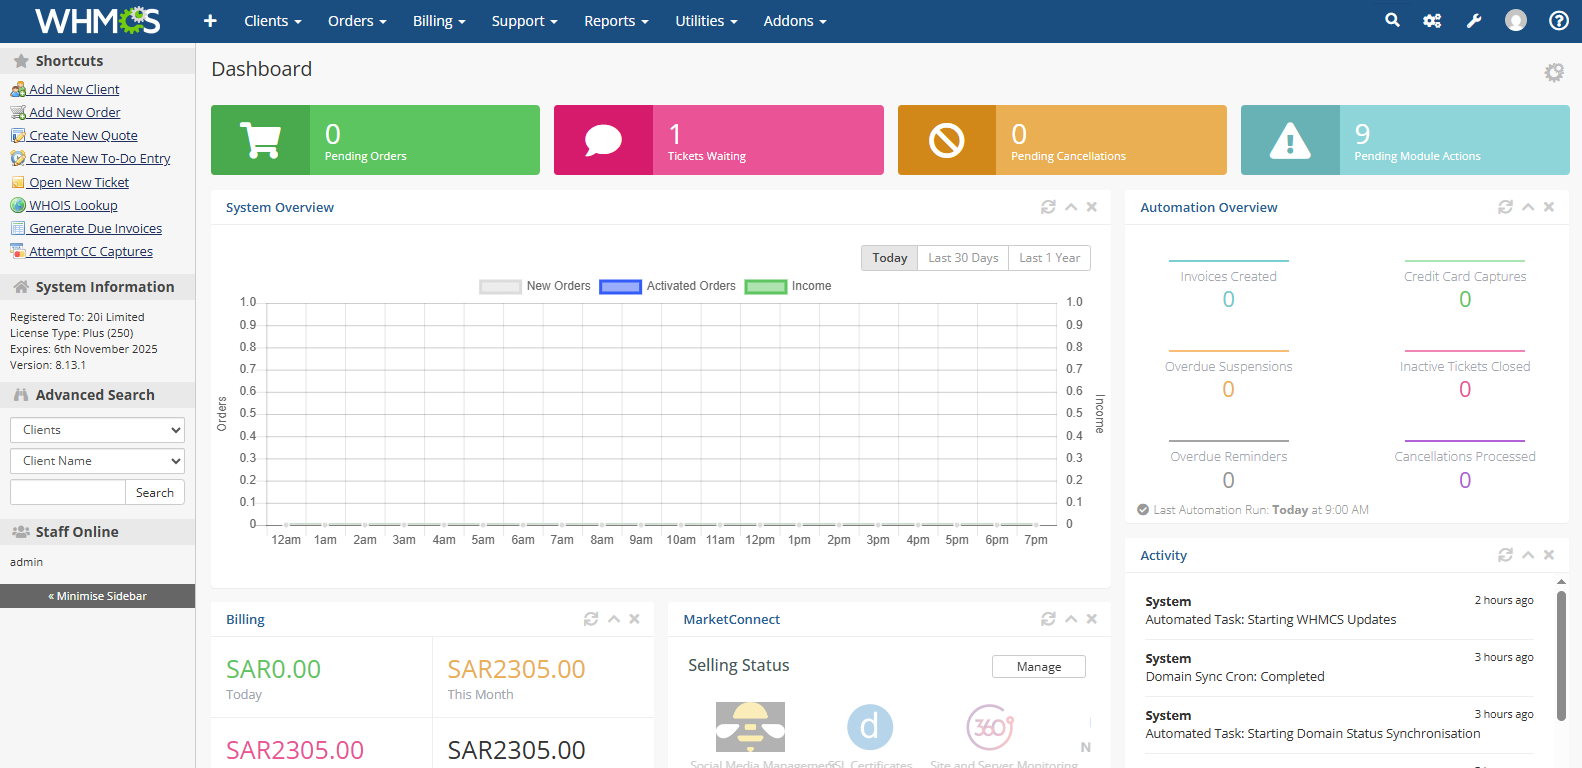 WHMCS
Clients
Orders
Billing
Support
Reports
Utilities
Addons
Shortcuts
Add New Client
Add New Order
Create New Quote
Create New To-Do Entry
Open New Ticket
WHOIS Lookup
Generate Due Invoices
Attempt CC Captures
System Information
Registered To: 20i Limited
License Type: Plus (250)
Expires: 6th November 2025
Version: 8.13.1
Advanced Search
Clients
Client Name
Search
Staff Online
admin
« Minimise Sidebar
Dashboard
0
Pending Orders
1
Tickets Waiting
0
Pending Cancellations
9
Pending Module Actions
System Overview
Today
Last 30 Days
Last 1 Year
New Orders
Activated Orders
Income
1.0 1.0
0.9 0.9
0.8 0.8
0.7 0.7
0.6 0.6
0.5 0.5
0.4 0.4
0.3 0.3
0.2 0.2
0.1 0.1
0 0
Orders
Income
12am 1am 2am 3am 4am 5am 6am 7am 8am 9am 10am 11am 12pm 1pm 2pm 3pm 4pm 5pm 6pm 7pm
Automation Overview
Invoices Created
0
Credit Card Captures
0
Overdue Suspensions
0
Inactive Tickets Closed
0
Overdue Reminders
0
Cancellations Processed
0
Last Automation Run: Today at 9:00 AM
Billing
SAR0.00
Today
SAR2305.00
This Month
SAR2305.00
SAR2305.00
MarketConnect
Selling Status
Manage
d
360
N
Social Media Management
SSL Certificates
Site and Server Monitoring
Activity
System
2 hours ago
Automated Task: Starting WHMCS Updates
System
3 hours ago
Domain Sync Cron: Completed
System
3 hours ago
Automated Task: Starting Domain Status Synchronisation